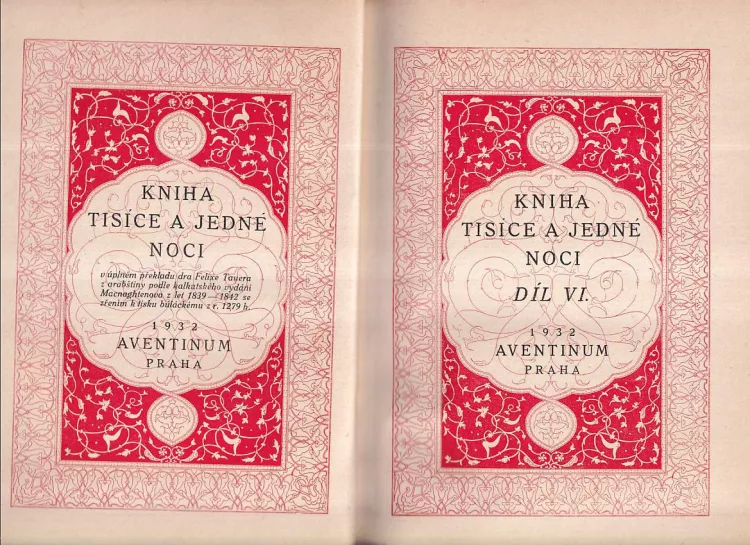 KNIHA
TISÍCE A JEDNÉ
NOCI
v úplném překladu dra Felixe Tauera
z arabštiny podle kalkatského vydání
Macnaghtenova z let 1839—1842 se
zřením k tisku búláckému z r. 1279 h.
1932
AVENTINUM
PRAHA
KNIHA
TISÍCE A JEDNÉ
NOCI
DÍL VI.
1932
AVENTINUM
PRAHA